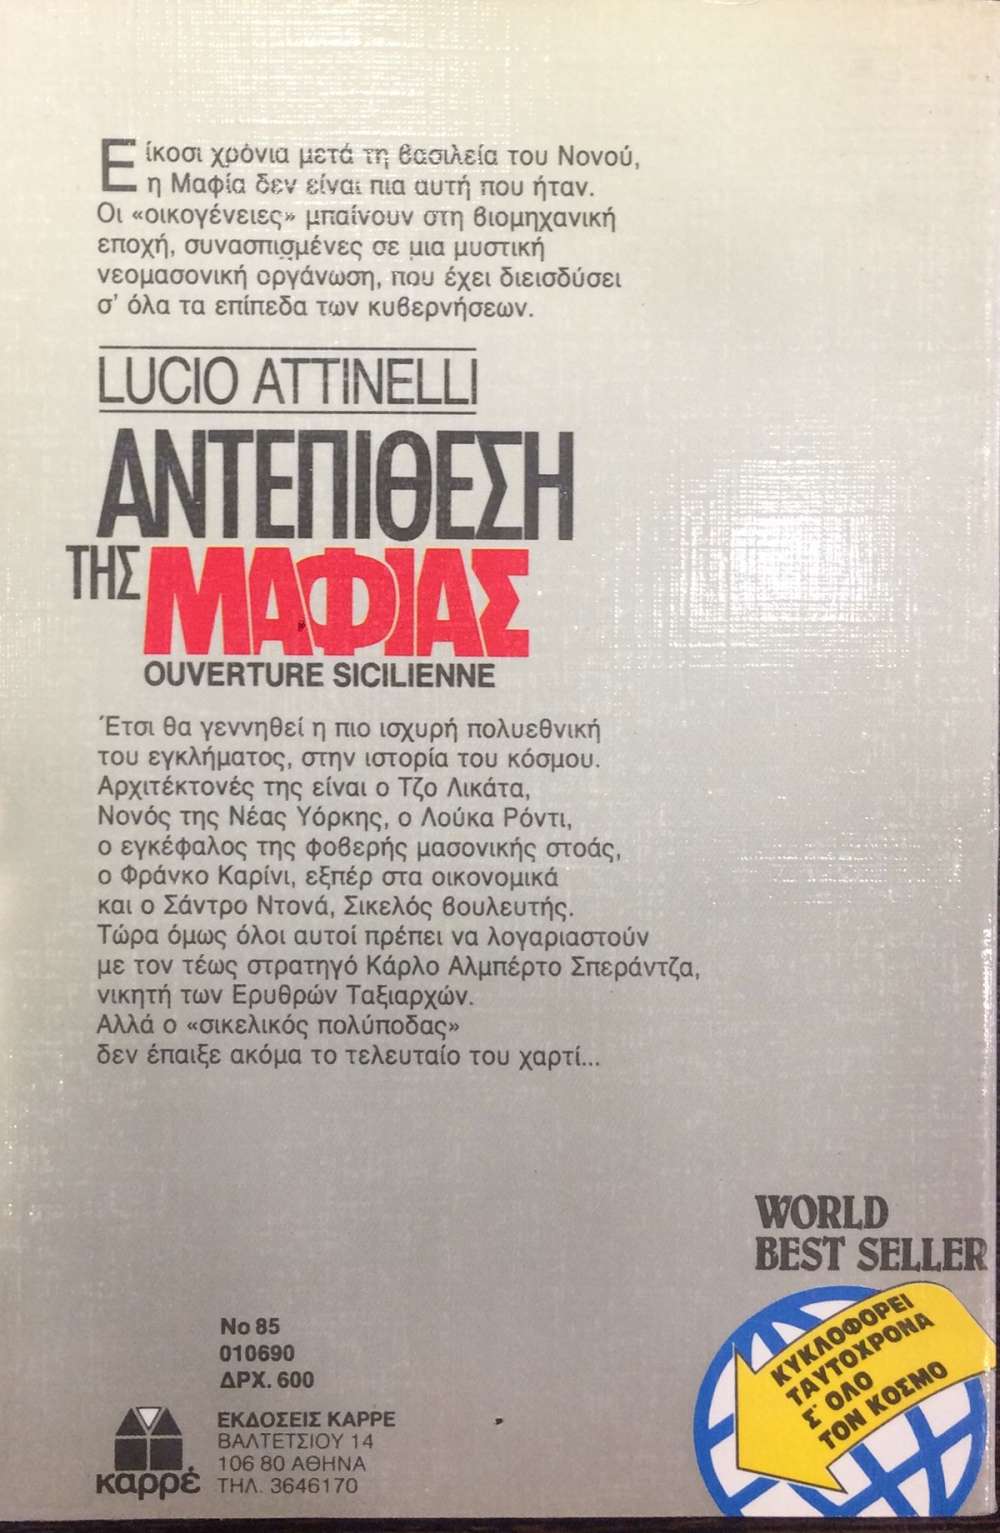 Είκοσι χρόνια μετά τη βασιλεία του Νονού,
η Μαφία δεν είναι πια αυτή που ήταν.
Οι «οικογένειες» μπαίνουν στη βιομηχανική
εποχή, συνασπισμένες σε μια μυστική
νεομασονική οργάνωση, που έχει διεισδύσει
σ' όλα τα επίπεδα των κυβερνήσεων.
LUCIO ATTINELLI
ΑΝΤΕΠΙΘΕΣΗ
ΤΗΣ ΜΑΦΙΑΣ
OUVERTURE SICILIENNE
Έτσι θα γεννηθεί η πιο ισχυρή πολυεθνική
του εγκλήματος, στην ιστορία του κόσμου.
Αρχιτέκτονές της είναι ο Τζο Λικάτα,
Νονός της Νέας Υόρκης, ο Λούκα Ρόντι,
ο εγκέφαλος της φοβερής μασονικής στοάς,
ο Φράνκο Καρίνι, εξπέρ στα οικονομικά
και ο Σάντρο Ντονά, Σικελός βουλευτής.
Τώρα όμως όλοι αυτοί πρέπει να λογαριαστούν
με τον τέως στρατηγό Κάρλο Αλμπέρτο Σπεράντζα,
νικητή των Ερυθρών Ταξιαρχών.
Αλλά ο «σικελικός πολύποδας»
δεν έπαιξε ακόμα το τελευταίο του χαρτί...
WORLD
BEST SELLER
ΚΥΚΛΟΦΟΡΕΙ
ΤΑΥΤΟΧΡΟΝΑ
Σ' ΟΛΟ
ΤΟΝ ΚΟΣΜΟ
No 85
010690
ΔΡΧ. 600
ΕΚΔΟΣΕΙΣ ΚΑΡΡΕ
ΒΑΛΤΕΤΣΙΟΥ 14
106 80 ΑΘΗΝΑ
ΤΗΛ. 3646170
καρρέ